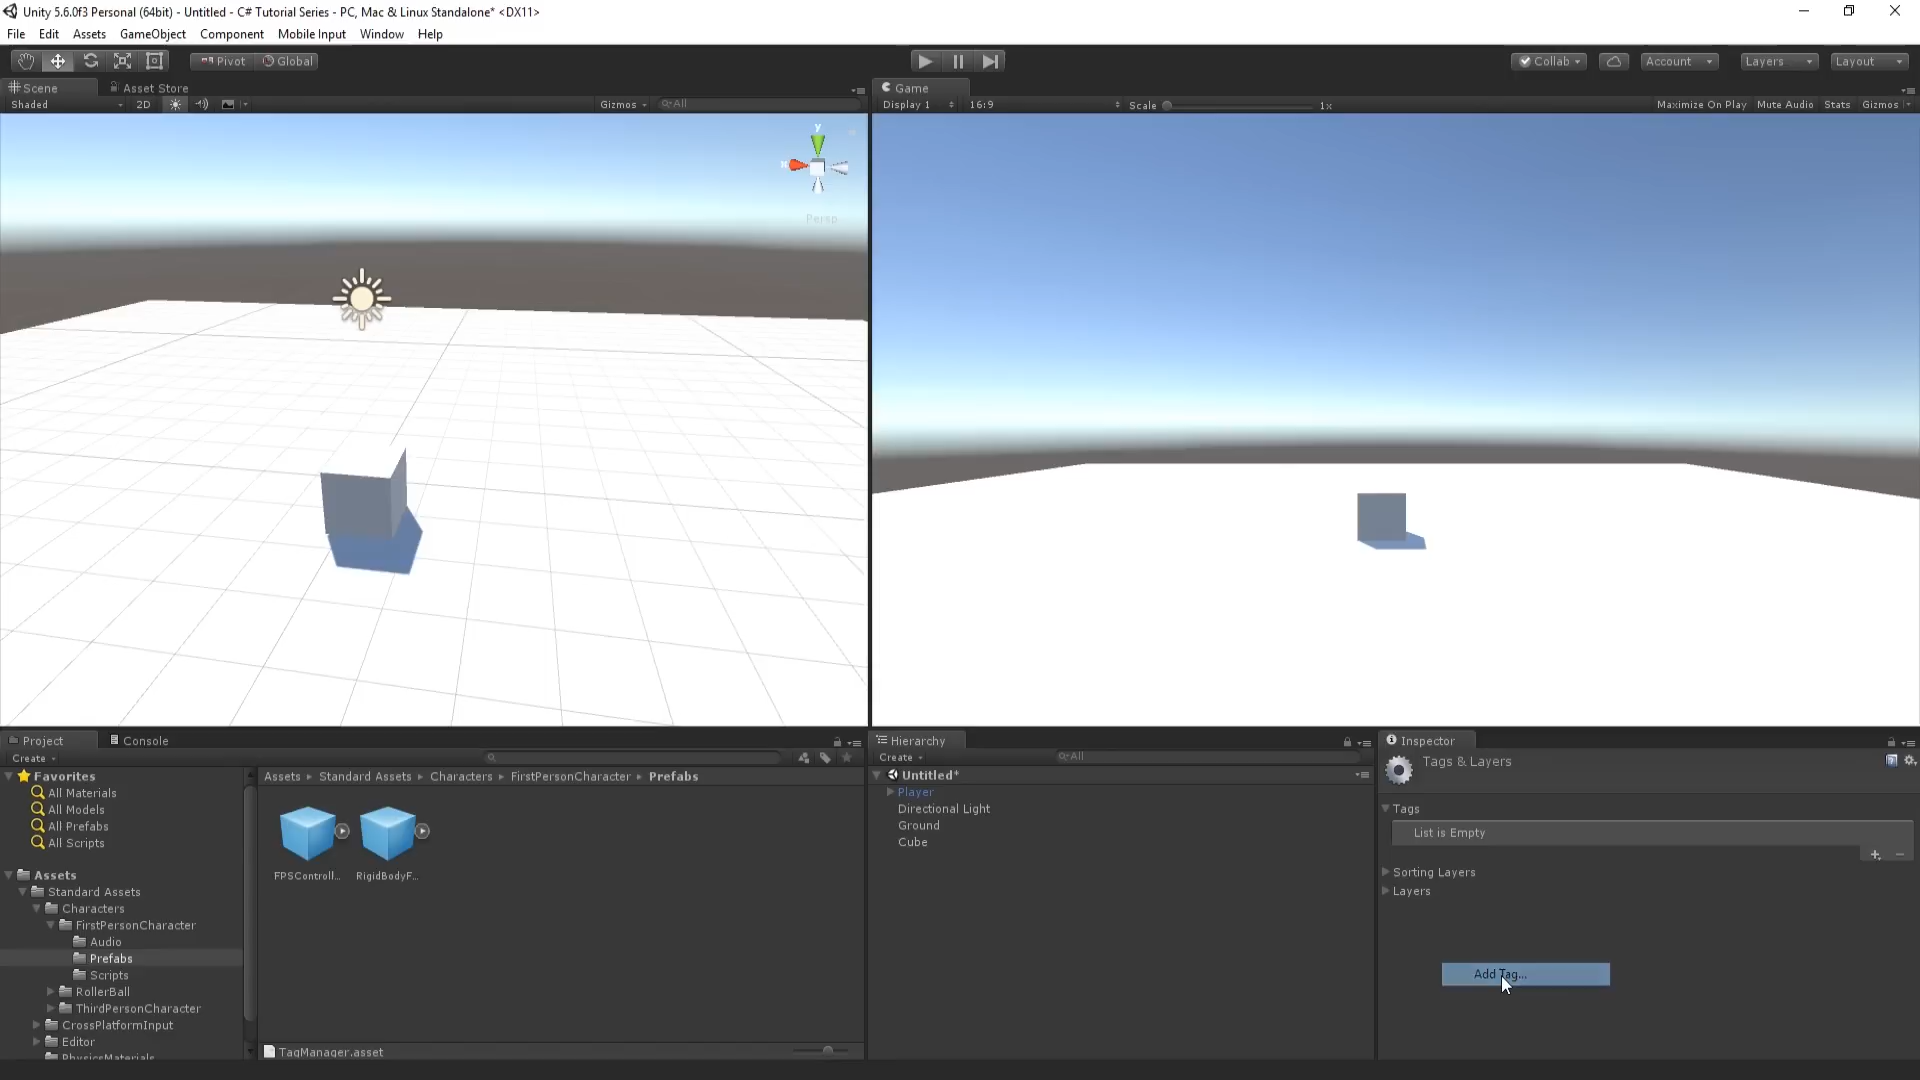 Unity 5.6.0f3 Personal (64bit) - Untitled - C# Tutorial Series - PC, Mac & Linux Standalone* <DX11>
File Edit Assets GameObject Component Mobile Input Window Help
Pivot Global Collab Account Layers Layout
Scene Asset Store
Shaded 2D Gizmos All
Game
Display 1 16:9 Scale 1x Maximize On Play Mute Audio Stats Gizmos
y
x
Persp
Project Console
Create
Favorites
All Materials
All Models
All Prefabs
All Scripts
Assets
Standard Assets
Characters
FirstPersonCharacter
Audio
Prefabs
Scripts
RollerBall
ThirdPersonCharacter
CrossPlatformInput
Editor
PhysicsMaterials
Assets Standard Assets Characters FirstPersonCharacter Prefabs
FPSControll... RigidBodyF...
TagManager.asset
Hierarchy
Create All
Untitled*
Player
Directional Light
Ground
Cube
Inspector
Tags & Layers
Tags
List is Empty
Sorting Layers
Layers
Add Tag...